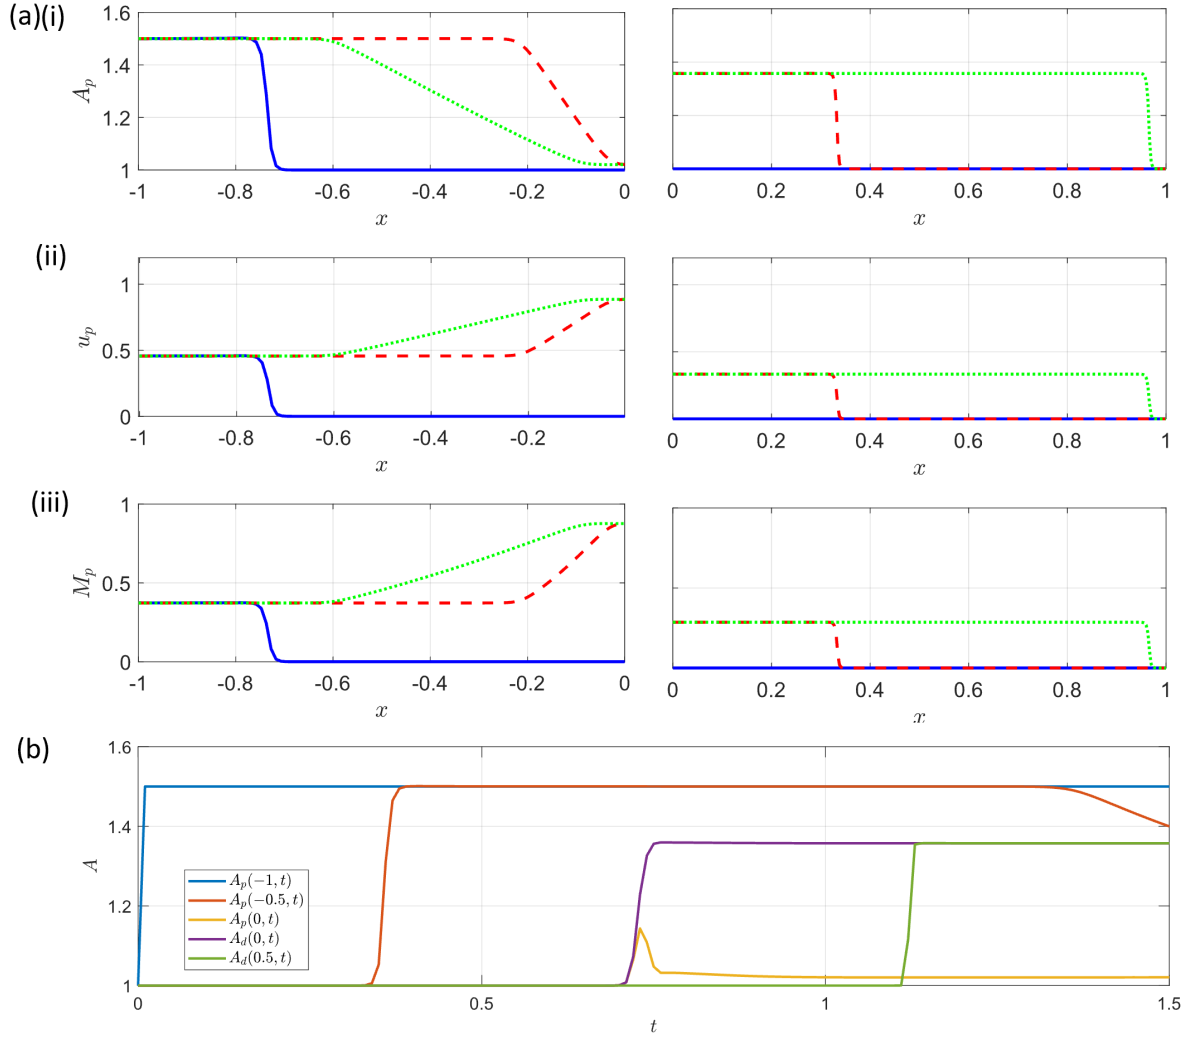 (a)(i)
1.6
1.4
1.2
1
A_p
-1 -0.8 -0.6 -0.4 -0.2 0
x
0 0.2 0.4 0.6 0.8 1
x
(ii)
1
0.5
0
u_p
-1 -0.8 -0.6 -0.4 -0.2 0
x
0 0.2 0.4 0.6 0.8 1
x
(iii)
1
0.5
0
M_p
-1 -0.8 -0.6 -0.4 -0.2 0
x
0 0.2 0.4 0.6 0.8 1
x
(b)
1.6
1.4
1.2
1
A
A_p(−1, t)
A_p(−0.5, t)
A_p(0, t)
A_d(0, t)
A_d(0.5, t)
0 0.5 1 1.5
t